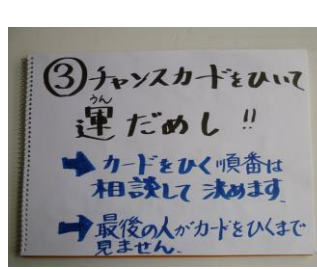 ③チャンスカードをひいて
運だめし!!
うん
➡カードをひく順番は
相談して決めます
➡最後の人がカードをひくまで
見ません.